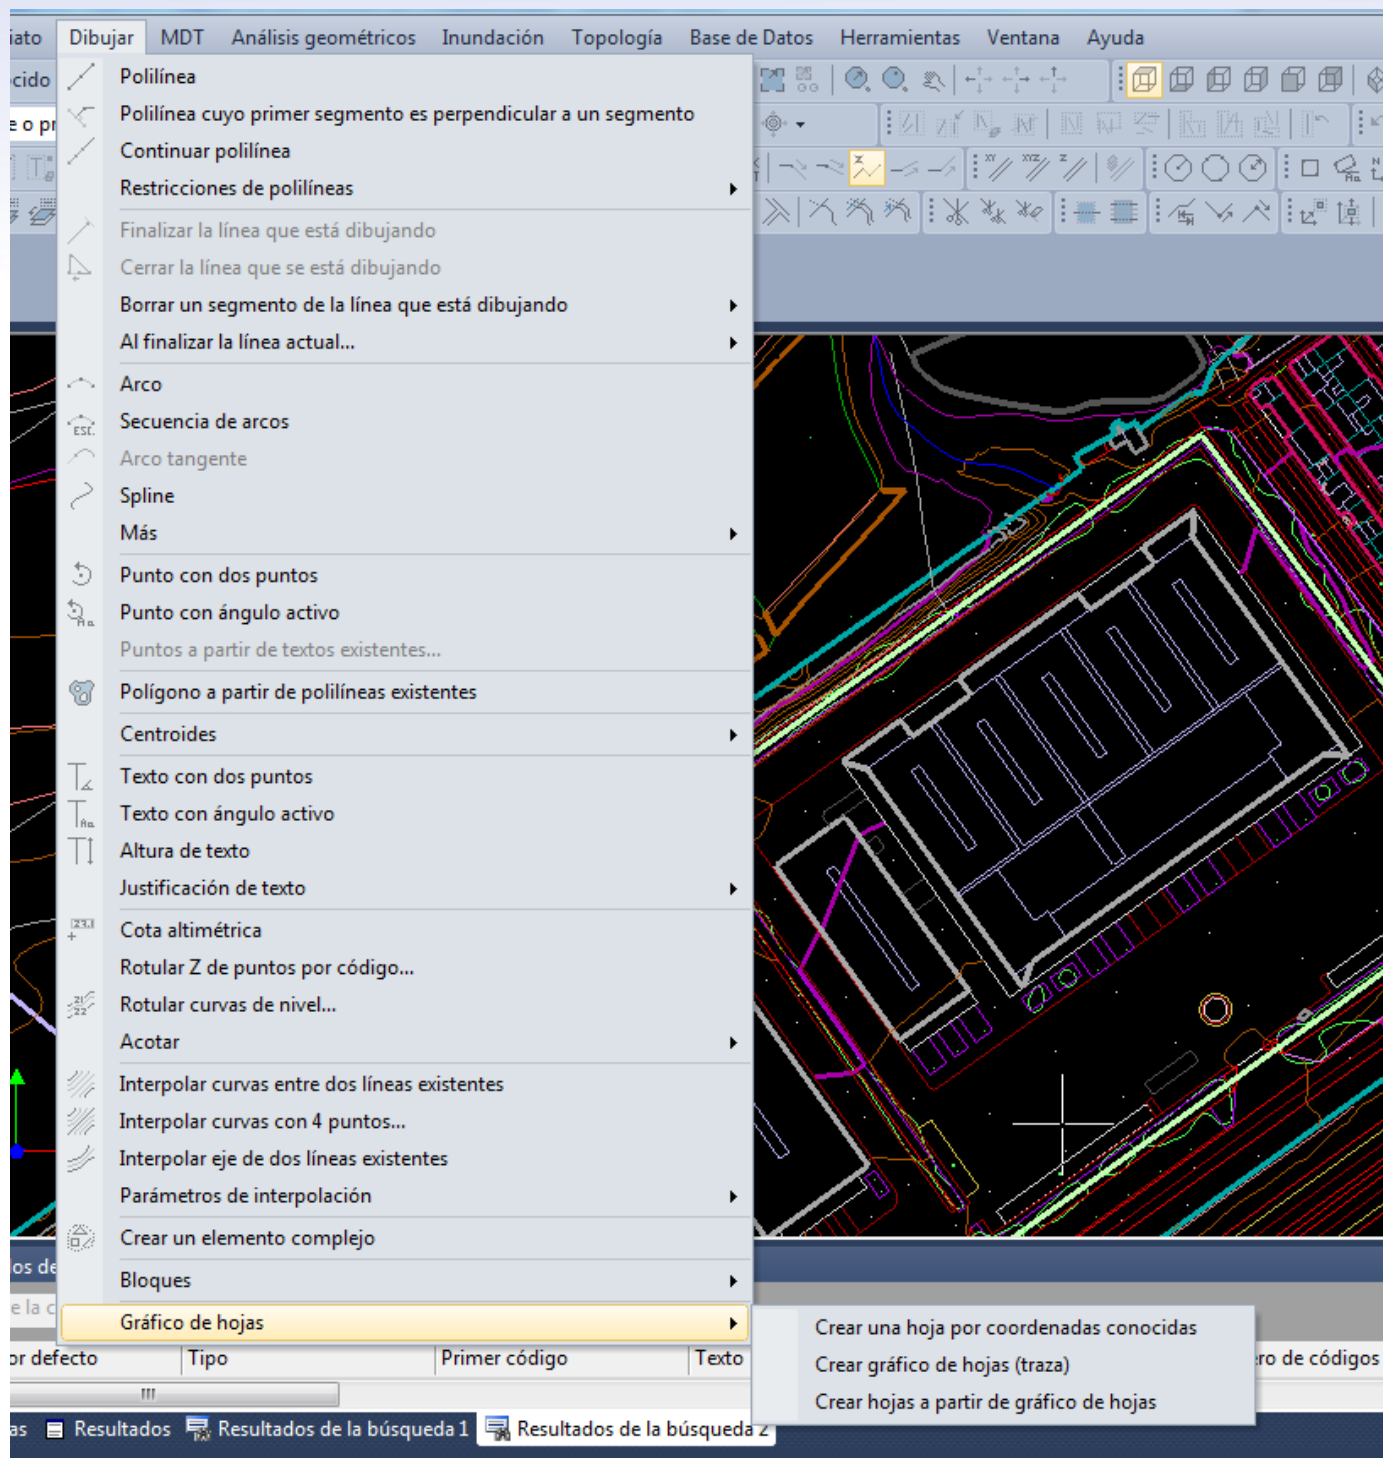 iato Dibujar MDT Análisis geométricos Inundación Topología Base de Datos Herramientas Ventana Ayuda
cido
Polilínea
e o pr
Polilínea cuyo primer segmento es perpendicular a un segmento
Continuar polilínea
Restricciones de polilíneas
Finalizar la línea que está dibujando
Cerrar la línea que se está dibujando
Borrar un segmento de la línea que está dibujando
Al finalizar la línea actual...
Arco
ESC.
Secuencia de arcos
Arco tangente
Spline
Más
Punto con dos puntos
Punto con ángulo activo
Puntos a partir de textos existentes...
Polígono a partir de polilíneas existentes
Centroides
Texto con dos puntos
Texto con ángulo activo
Altura de texto
Justificación de texto
23.1
Cota altimétrica
Rotular Z de puntos por código...
Rotular curvas de nivel...
Acotar
Interpolar curvas entre dos líneas existentes
Interpolar curvas con 4 puntos...
Interpolar eje de dos líneas existentes
Parámetros de interpolación
Crear un elemento complejo
os de
Bloques
e la c
Gráfico de hojas
Crear una hoja por coordenadas conocidas
Crear gráfico de hojas (traza)
Crear hojas a partir de gráfico de hojas
or defecto Tipo Primer código Texto ro de códigos
as Resultados Resultados de la búsqueda 1 Resultados de la búsqueda 2